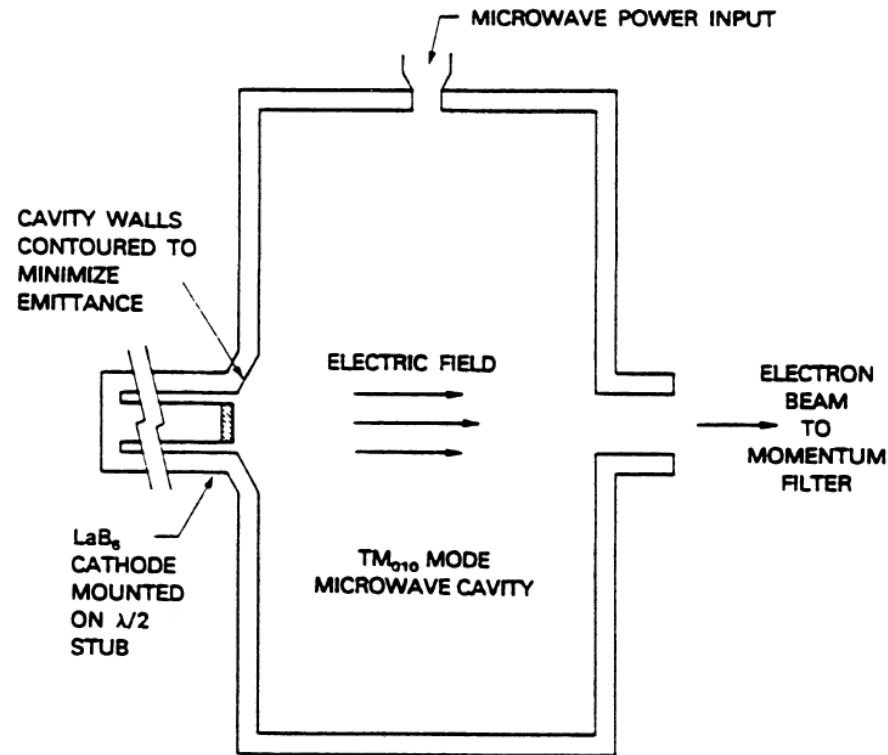 MICROWAVE POWER INPUT
CAVITY WALLS
CONTOURED TO
MINIMIZE
EMITTANCE
ELECTRIC FIELD
ELECTRON
BEAM
TO
MOMENTUM
FILTER
LaB₆
CATHODE
MOUNTED
ON λ/2
STUB
TM₀₁₀ MODE
MICROWAVE CAVITY